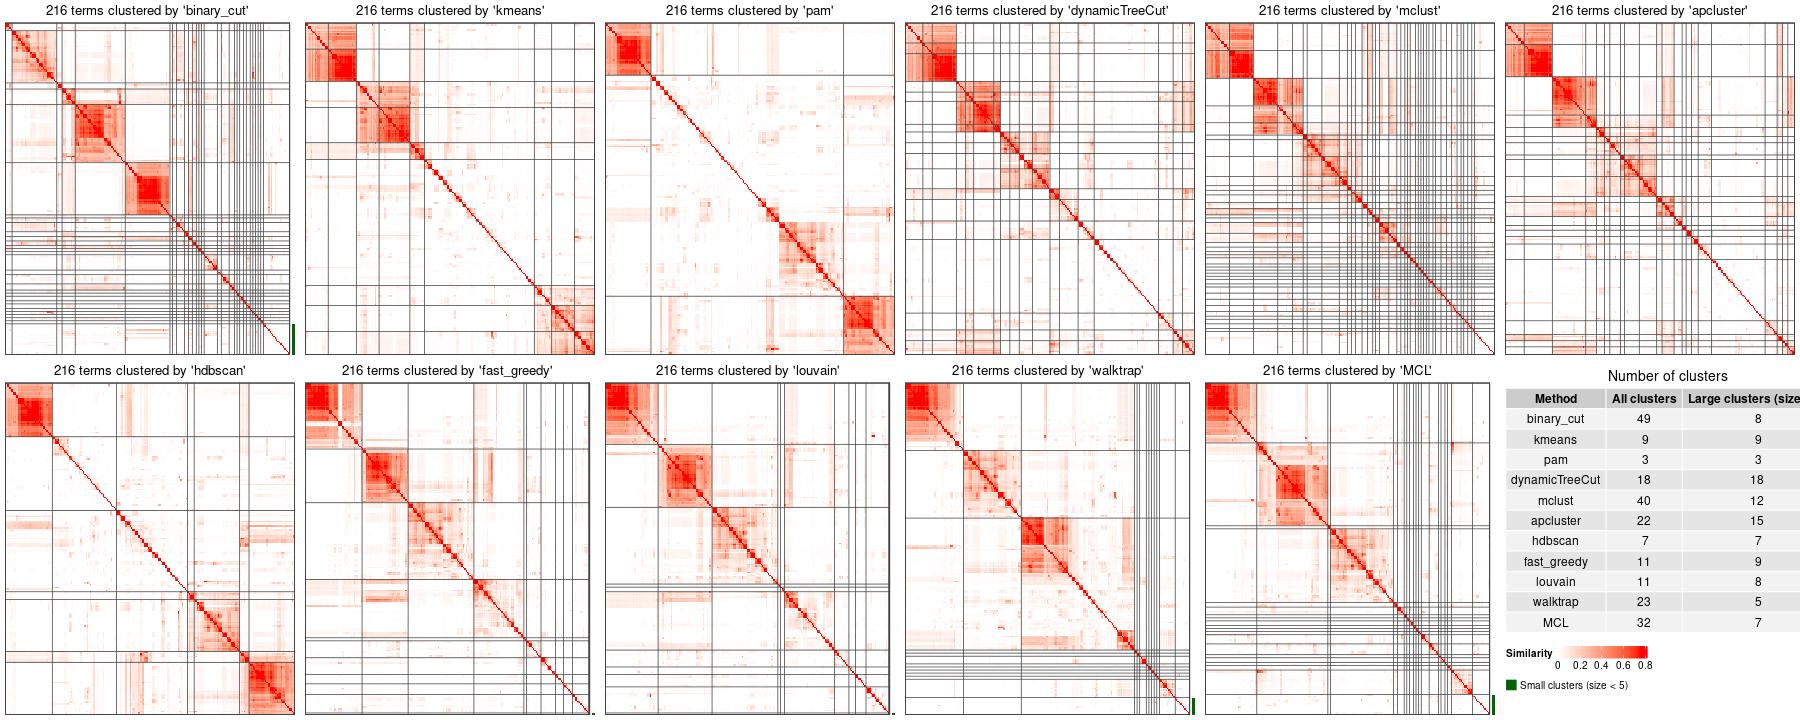 216 terms clustered by 'binary_cut'
216 terms clustered by 'kmeans'
216 terms clustered by 'pam'
216 terms clustered by 'dynamicTreeCut'
216 terms clustered by 'mclust'
216 terms clustered by 'apcluster'
216 terms clustered by 'hdbscan'
216 terms clustered by 'fast_greedy'
216 terms clustered by 'louvain'
216 terms clustered by 'walktrap'
216 terms clustered by 'MCL'
Number of clusters
Method All clusters Large clusters (size
binary_cut 49 8
kmeans 9 9
pam 3 3
dynamicTreeCut 18 18
mclust 40 12
apcluster 22 15
hdbscan 7 7
fast_greedy 11 9
louvain 11 8
walktrap 23 5
MCL 32 7
Similarity
0 0.2 0.4 0.6 0.8
Small clusters (size < 5)